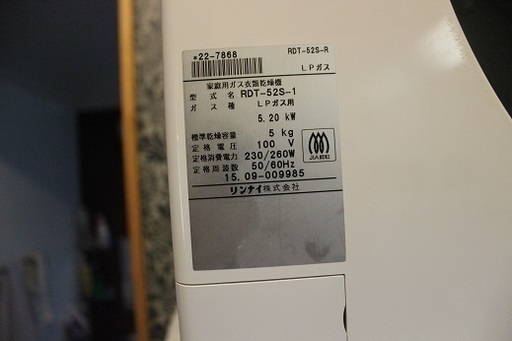 *22-7868 RDT-52S-R
LPガス
家庭用ガス衣類乾燥機
型式名 RDT-52S-1
ガス種 LPガス用
5.20 kW
標準乾燥容量 5 kg
定格電圧 100 V
定格消費電力 230/260W
定格周波数 50/60Hz
15.09-009985
リンナイ株式会社